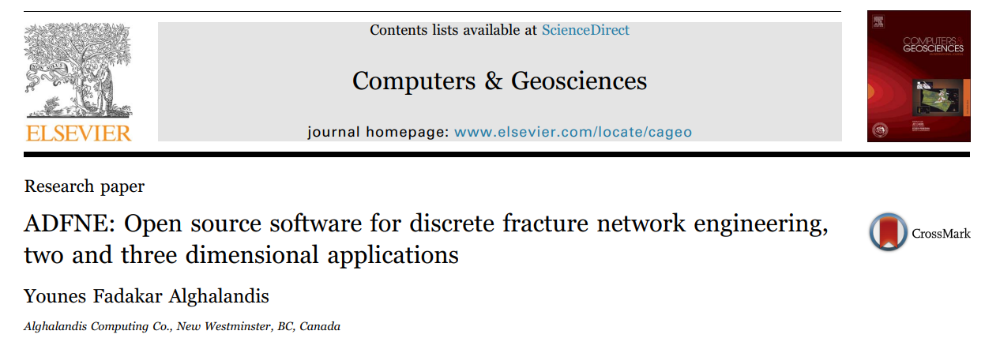 Contents lists available at ScienceDirect
Computers & Geosciences
journal homepage: www.elsevier.com/locate/cageo
NON SOLUS
ELSEVIER
COMPUTERS &
GEOSCIENCES
Research paper
ADFNE: Open source software for discrete fracture network engineering,
two and three dimensional applications
CrossMark
Younes Fadakar Alghalandis
Alghalandis Computing Co., New Westminster, BC, Canada